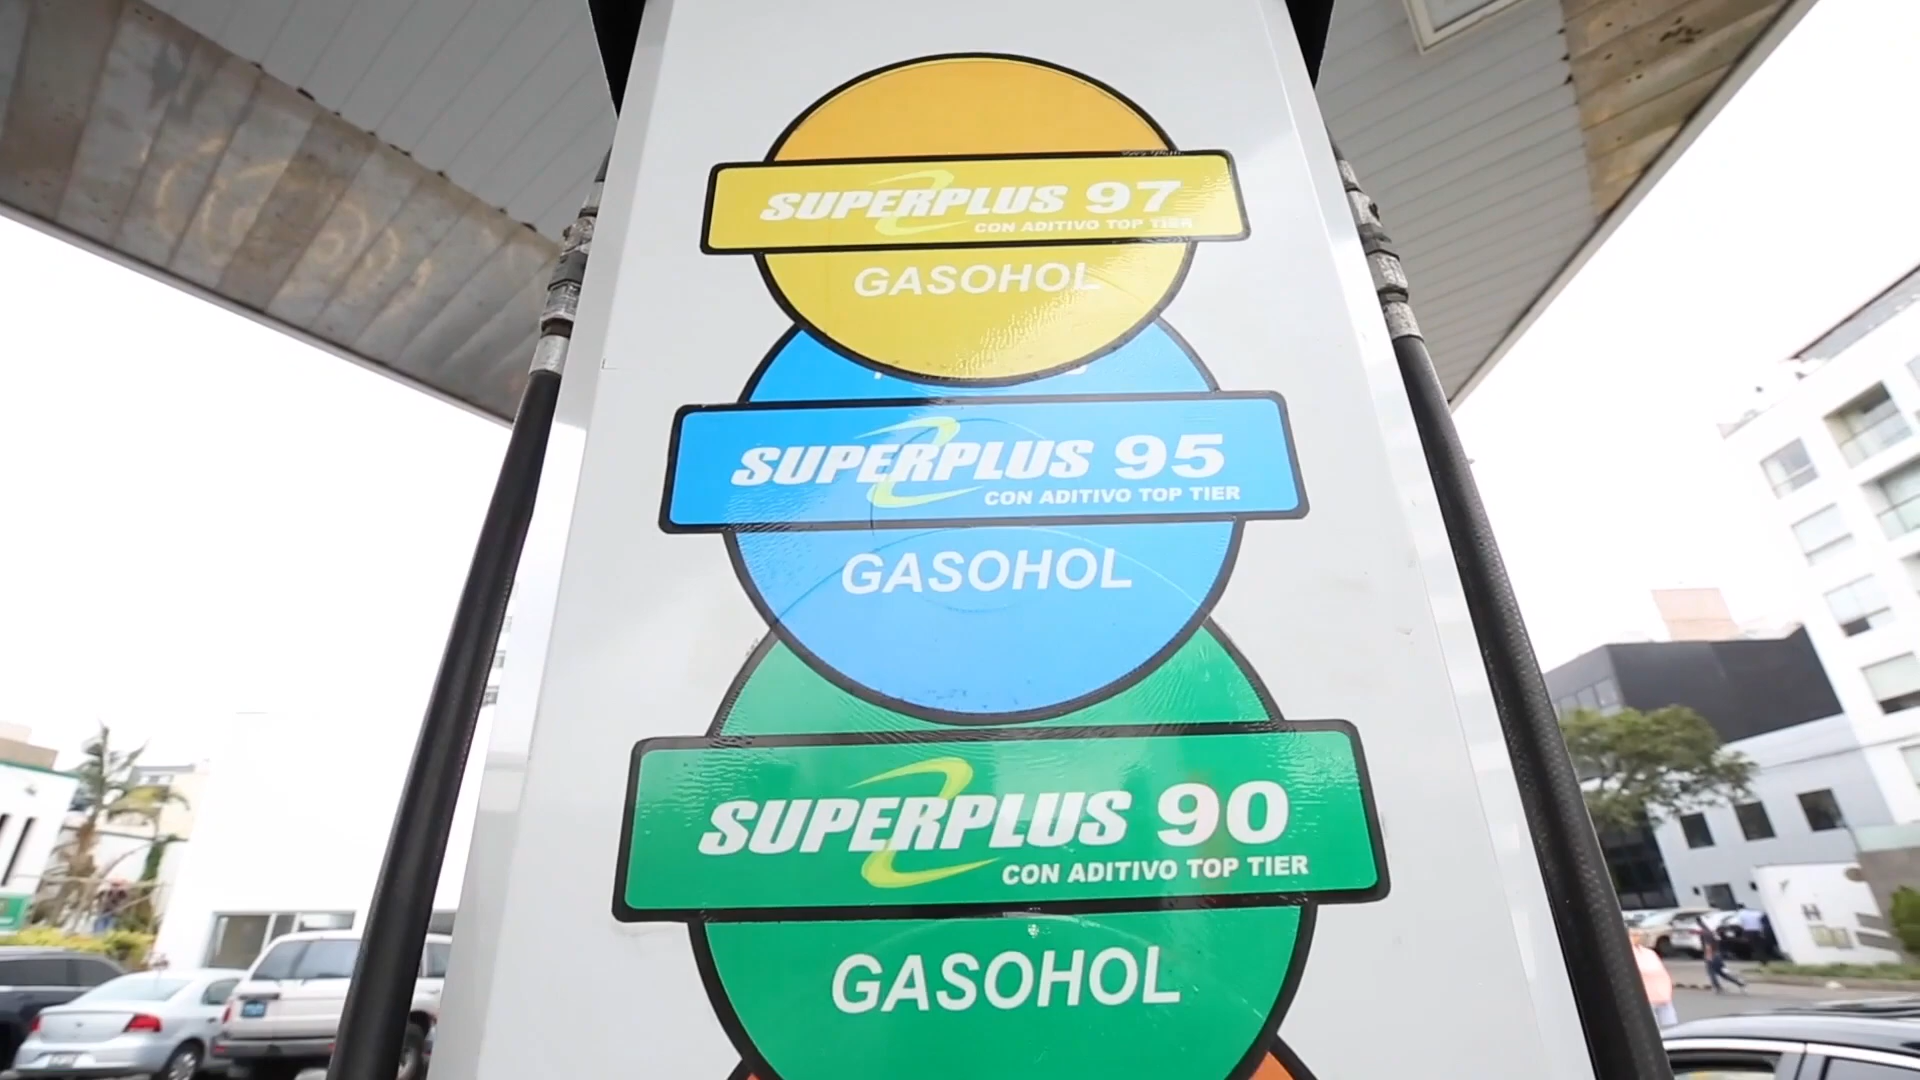 SUPERPLUS 97
CON ADITIVO TOP TIER
GASOHOL
SUPERPLUS 95
CON ADITIVO TOP TIER
GASOHOL
SUPERPLUS 90
CON ADITIVO TOP TIER
GASOHOL